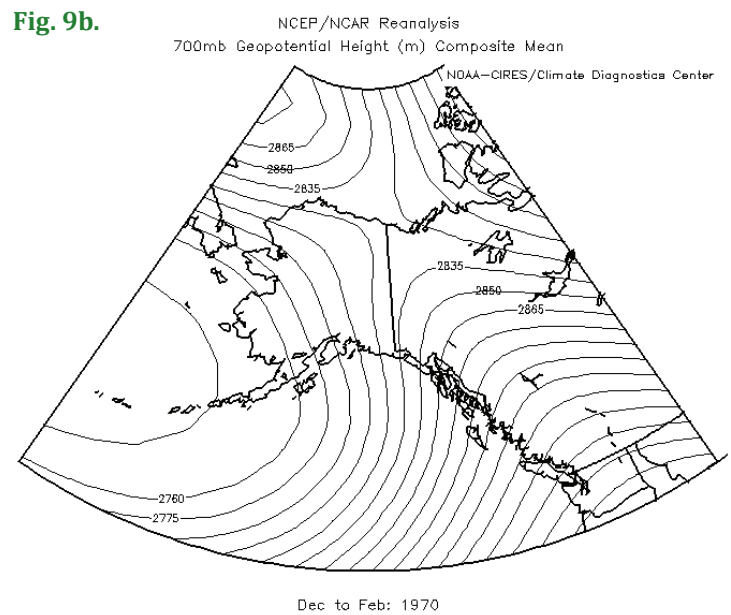 Fig. 9b.
NCEP/NCAR Reanalysis
700mb Geopotential Height (m) Composite Mean
NOAA-CIRES/Climate Diagnostics Center
2865
2850
2835
2835
2850
2865
2760
2775
Dec to Feb: 1970